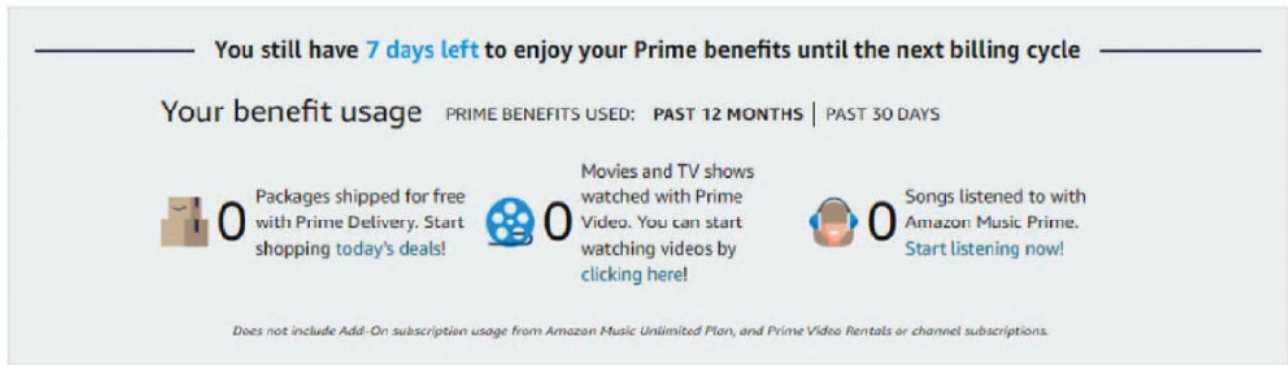 You still have 7 days left to enjoy your Prime benefits until the next billing cycle
Your benefit usage PRIME BENEFITS USED: PAST 12 MONTHS | PAST 30 DAYS
0
Packages shipped for free
with Prime Delivery. Start
shopping today's deals!
0
Movies and TV shows
watched with Prime
Video. You can start
watching videos by
clicking here!
0
Songs listened to with
Amazon Music Prime.
Start listening now!
Does not include Add-On subscription usage from Amazon Music Unlimited Plan, and Prime Video Rentals or channel subscriptions.